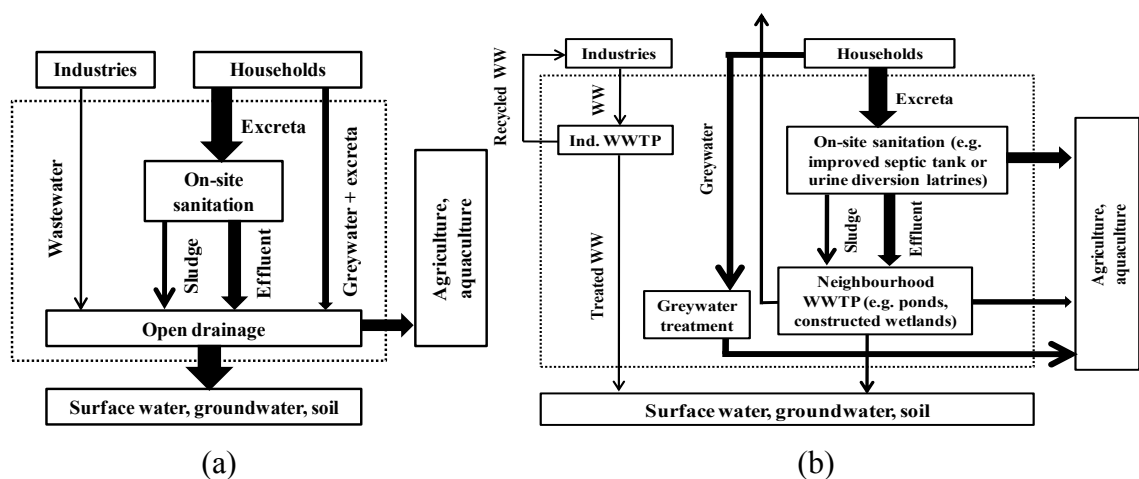 Industries
Households
Excreta
On-site
sanitation
Wastewater
Sludge
Effluent
Greywater + excreta
Agriculture,
aquaculture
Open drainage
Surface water, groundwater, soil
(a)
Industries
Households
Recycled WW
WW
Excreta
Ind. WWTP
Greywater
On-site sanitation (e.g.
improved septic tank or
urine diversion latrines)
Sludge
Effluent
Agriculture,
aquaculture
Treated WW
Greywater
treatment
Neighbourhood
WWTP (e.g. ponds,
constructed wetlands)
Surface water, groundwater, soil
(b)